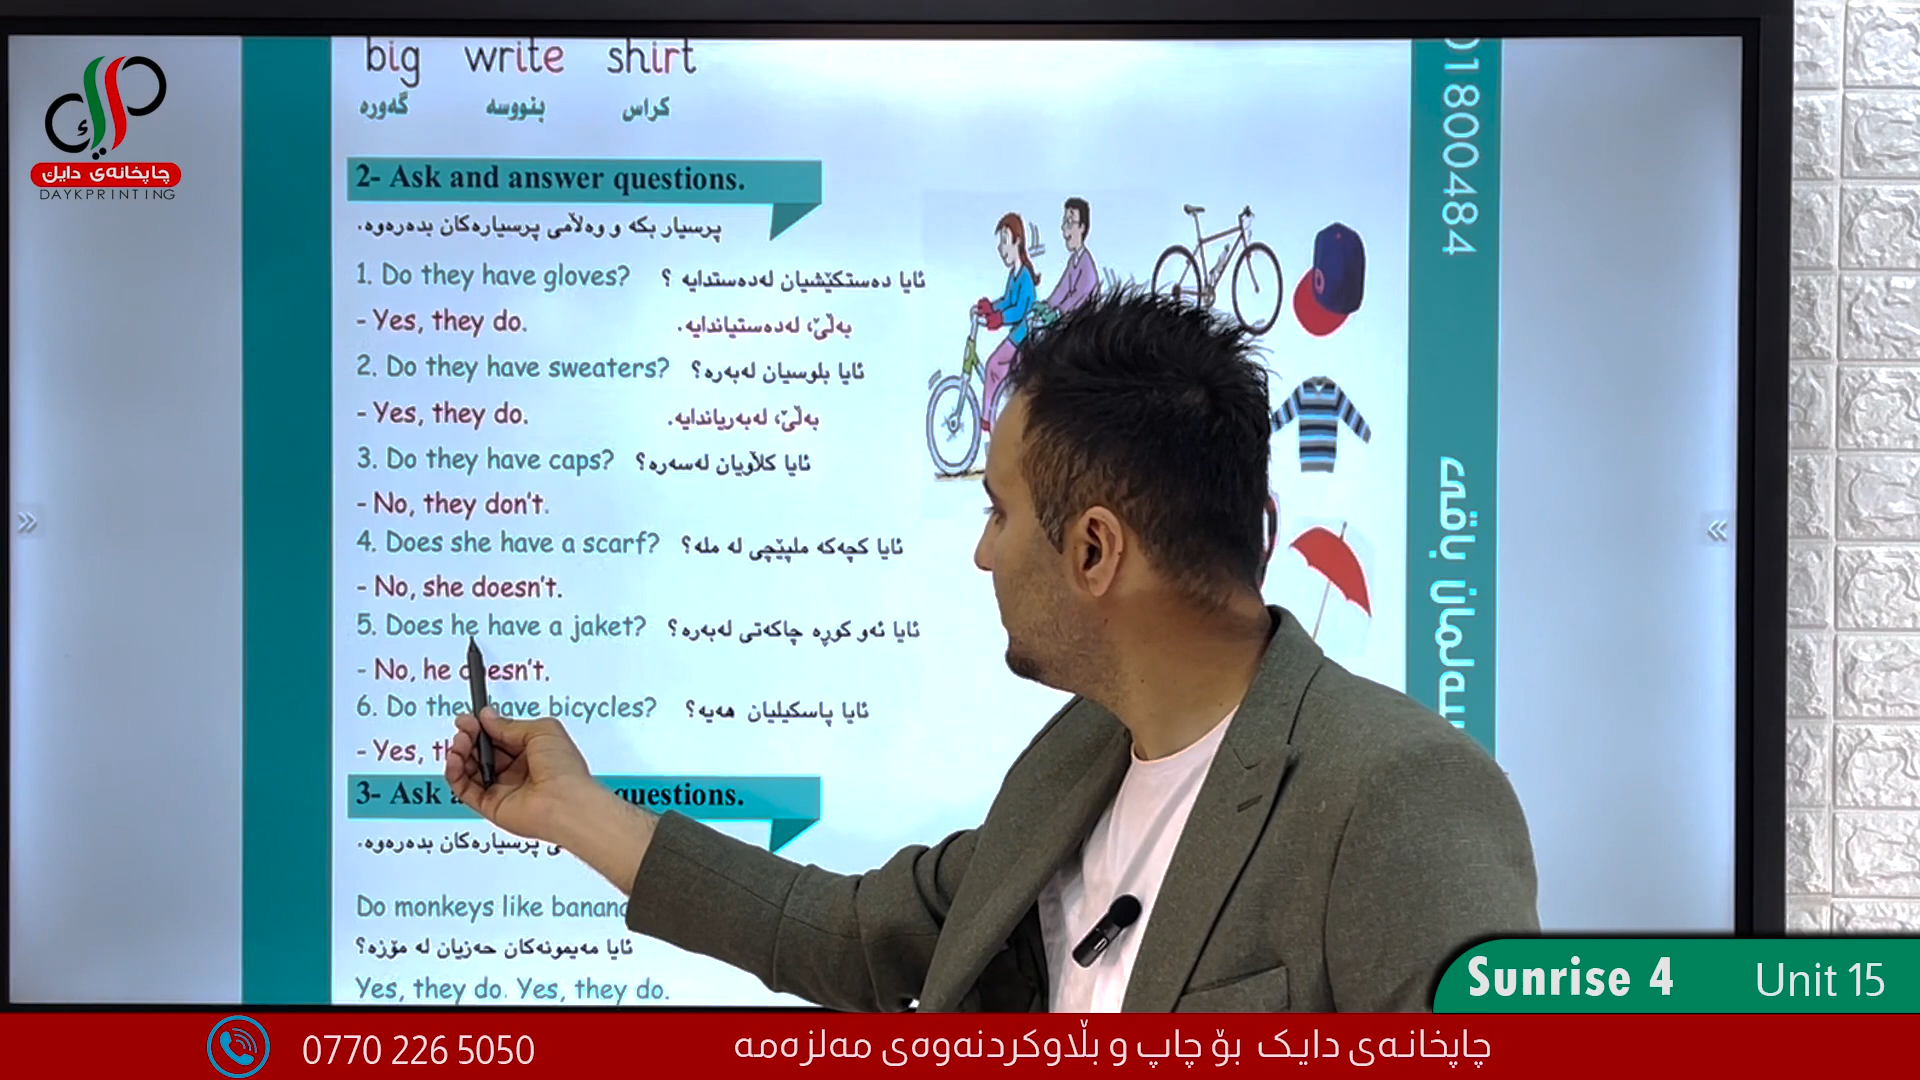 چاپخانەی دایك
DAYKPRINTING
big write shirt
گەورە بنووسە کراس
2- Ask and answer questions.
پرسیار بکە و وەڵامی پرسیارەکان بدەرەوە.
1. Do they have gloves? ئایا دەستکێشیان لەدەستدایە ؟
- Yes, they do. بەڵێ، لەدەستیاندایە.
2. Do they have sweaters? ئایا بلوسیان لەبەرە؟
- Yes, they do. بەڵێ، لەبەریاندایە.
3. Do they have caps? ئایا کڵاویان لەسەرە؟
- No, they don't.
4. Does she have a scarf? ئایا کچەکە ملپێچی لە ملە؟
- No, she doesn't.
5. Does he have a jaket? ئایا ئەو کوڕە چاکەتی لەبەرە؟
- No, he doesn't.
6. Do they have bicycles? ئایا پاسکیلیان هەیە؟
- Yes,
3- Ask questions.
پرسیارەکان بدەرەوە.
Do monkeys like
ئایا مەیمونەکان حەزیان لە مۆزە؟
Yes, they do. Yes, they do.
01800484
سەلمان باقی
Sunrise 4 Unit 15
0770 226 5050 چاپخانەی دایک بۆ چاپ و بڵاوکردنەوەی مەلزەمە